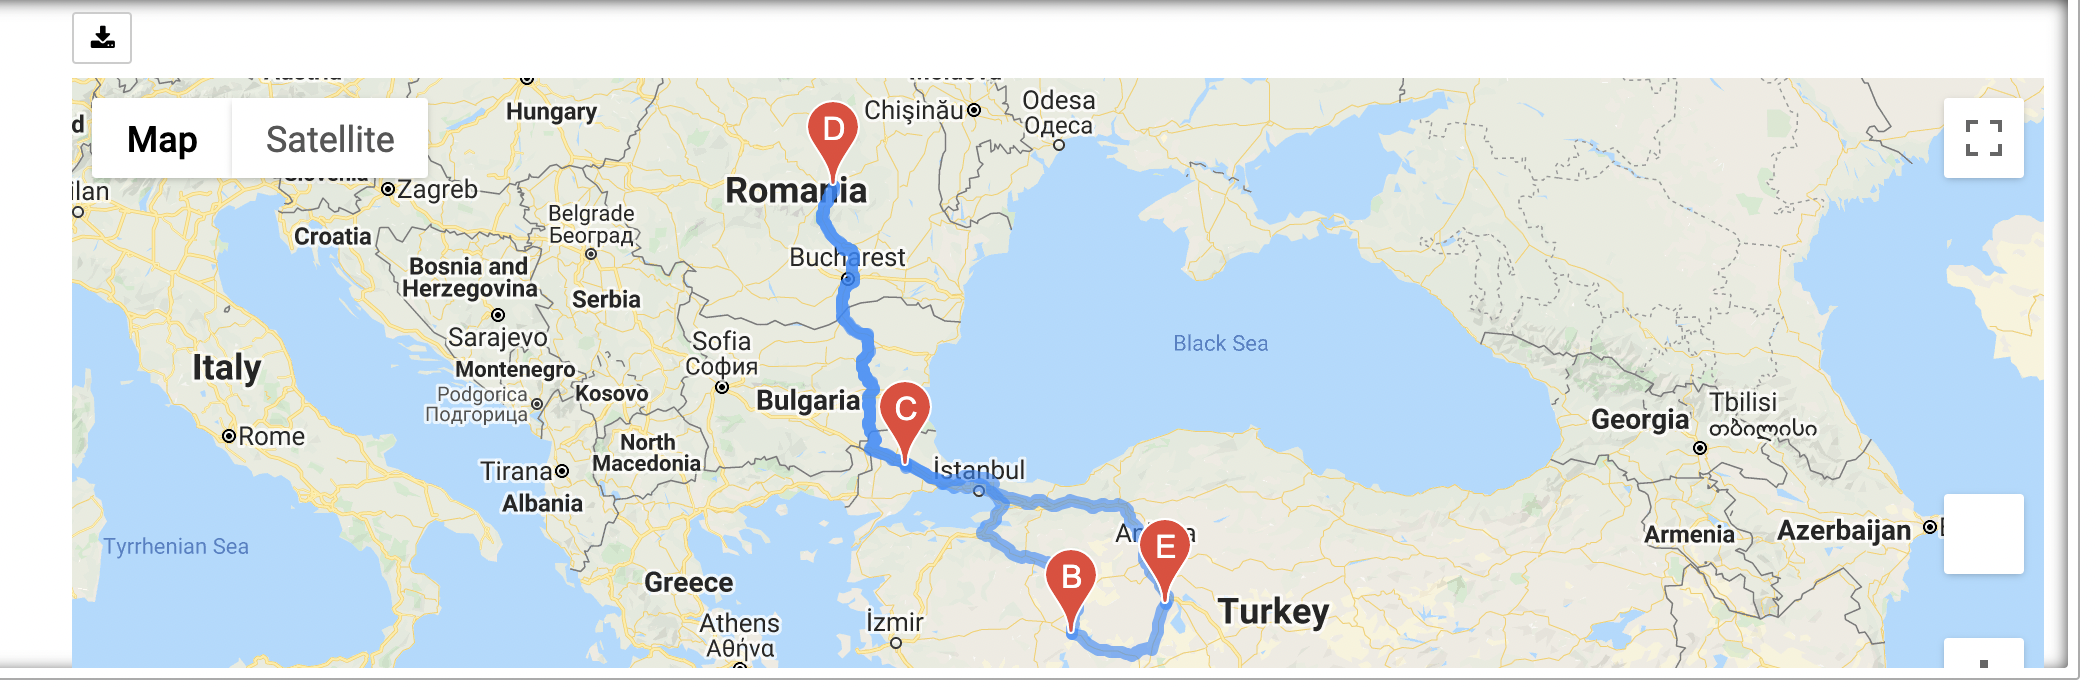 Map
Satellite
Hungary
Chişinău
Odesa
Одеса
D
Zagreb
Romania
Belgrade
Београд
Croatia
Bucharest
Bosnia and
Herzegovina
Serbia
Sarajevo
Sofia
София
Black Sea
Italy
Montenegro
Kosovo
Podgorica
Подгорица
Bulgaria
C
Georgia
Tbilisi
თბილისი
Rome
North
Macedonia
Tirana
Albania
İstanbul
Armenia
Azerbaijan
Tyrrhenian Sea
E
B
Greece
Turkey
İzmir
Athens
Αθήνα